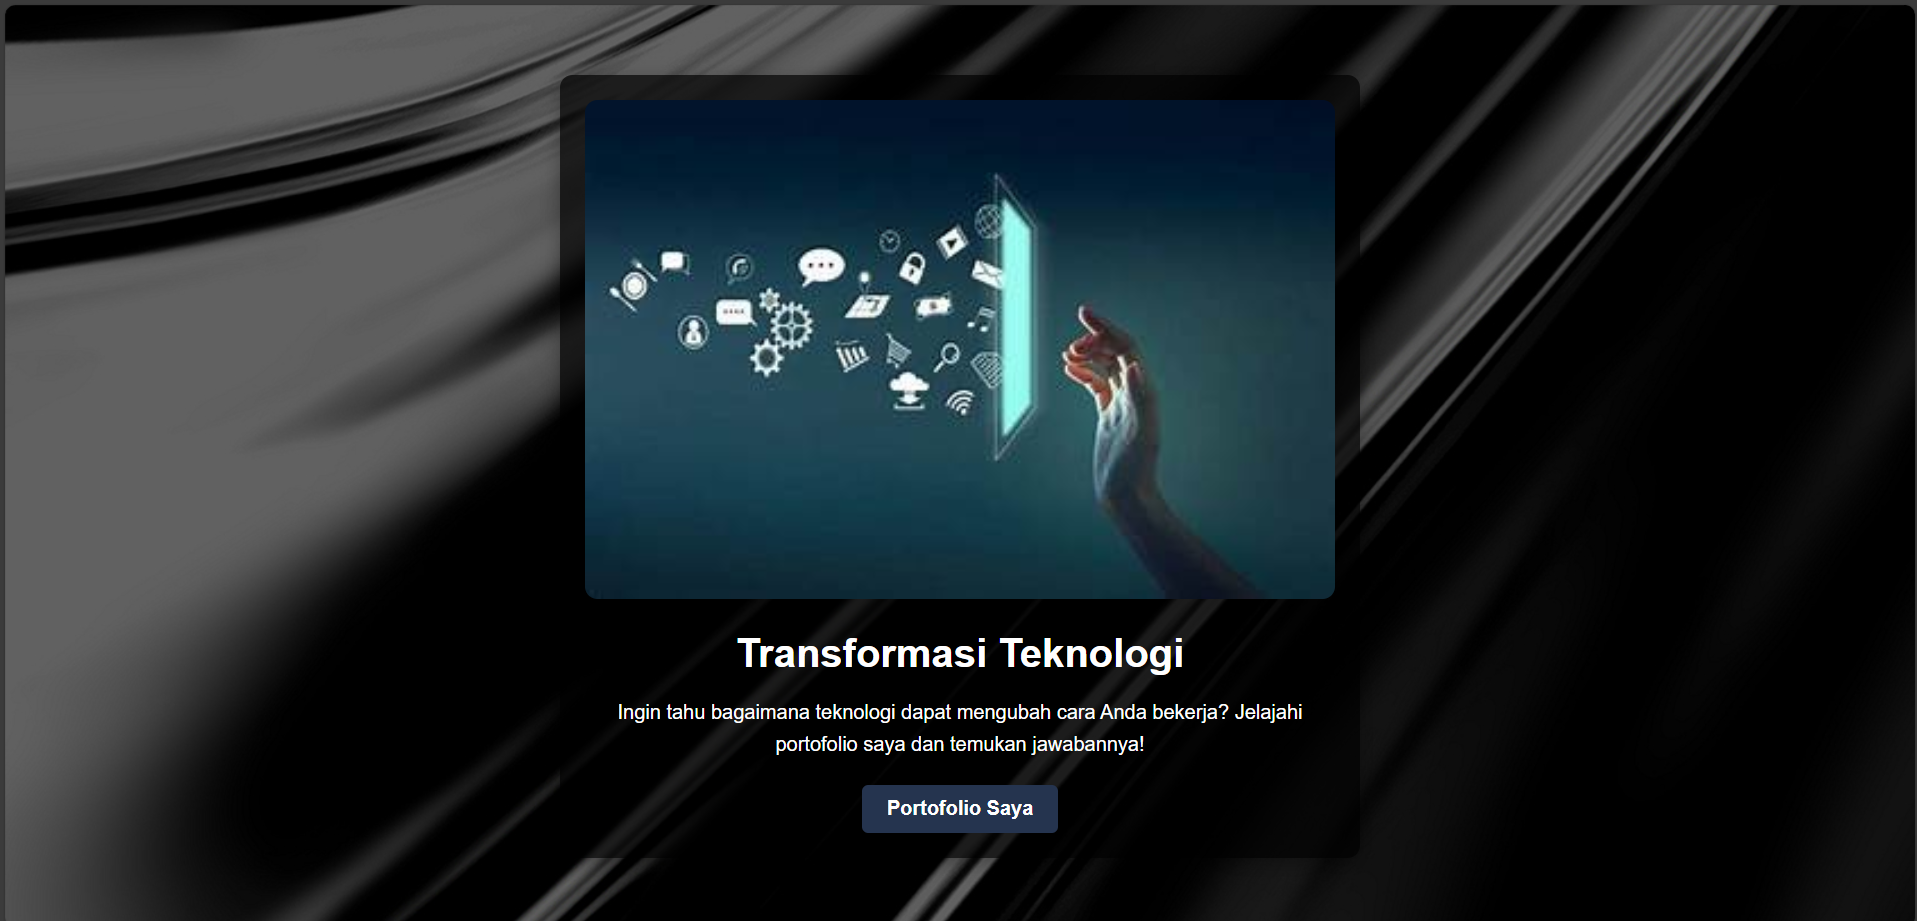 Transformasi Teknologi
Ingin tahu bagaimana teknologi dapat mengubah cara Anda bekerja? Jelajahi
portofolio saya dan temukan jawabannya!
Portofolio Saya